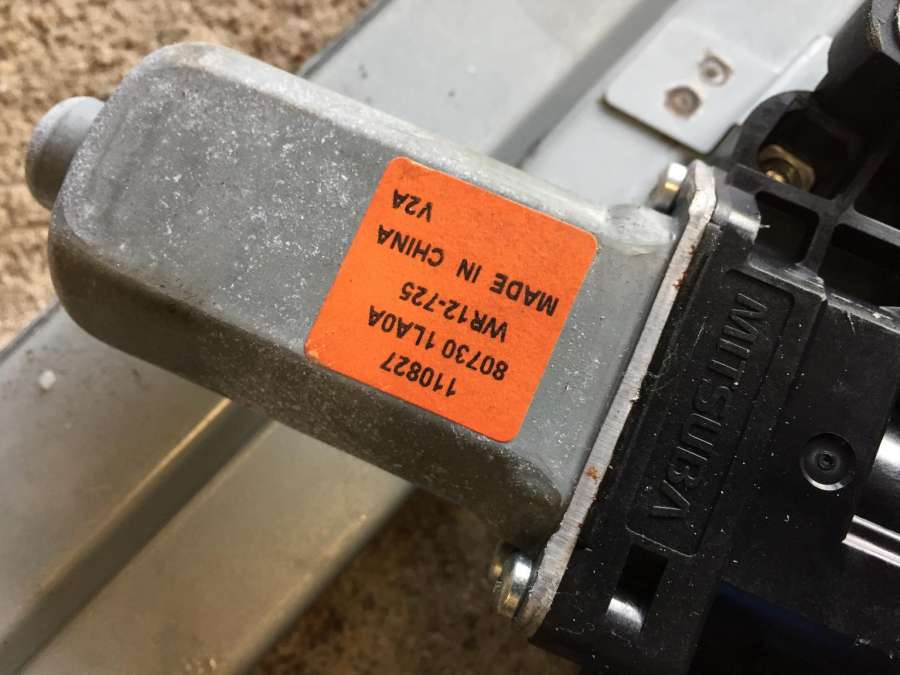 110827
80730 1LA0A
WR12-725
MADE IN CHINA
V2A
MITSUBA